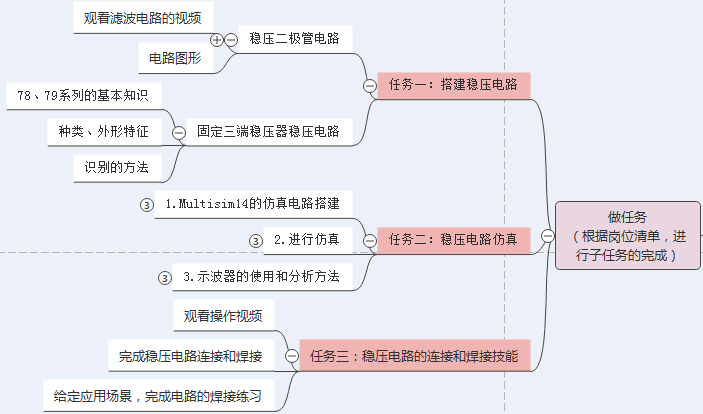 观看滤波电路的视频
稳压二极管电路
电路图形
任务一：搭建稳压电路
78、79系列的基本知识
种类、外形特征
固定三端稳压器稳压电路
识别的方法
③
1.Multisim14的仿真电路搭建
③
2.进行仿真
任务二：稳压电路仿真
③
3.示波器的使用和分析方法
做任务
（根据岗位清单，进
行子任务的完成）
观看操作视频
完成稳压电路连接和焊接
任务三：稳压电路的连接和焊接技能
给定应用场景，完成电路的焊接练习